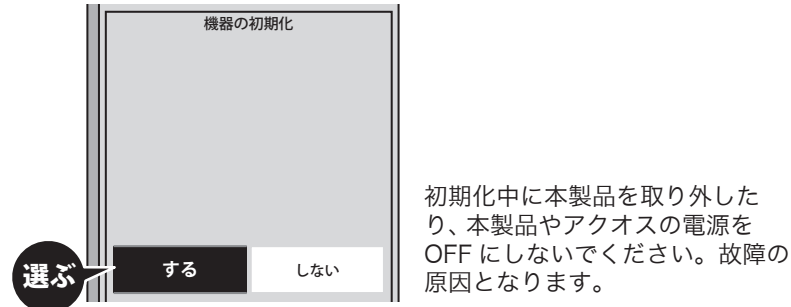 機器の初期化
選ぶ
する
しない
初期化中に本製品を取り外した
り、本製品やアクオスの電源を
OFF にしないでください。故障の
原因となります。